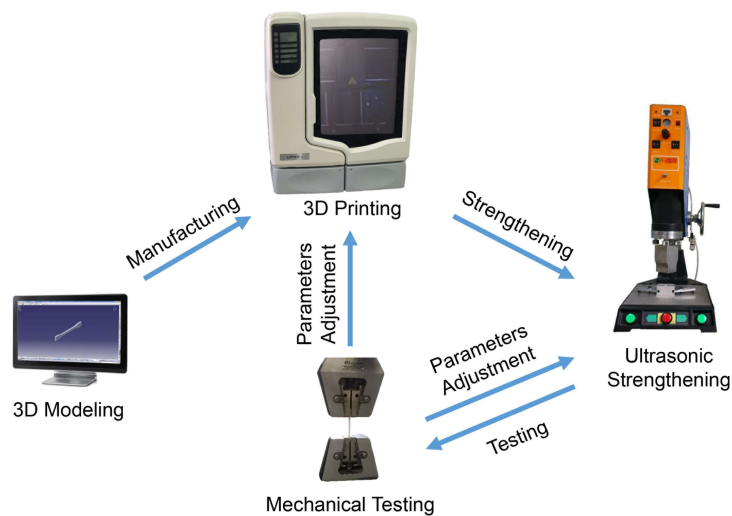 3D Printing
Manufacturing
Strengthening
Parameters
Adjustment
3D Modeling
Parameters
Adjustment
Ultrasonic
Strengthening
Testing
Mechanical Testing